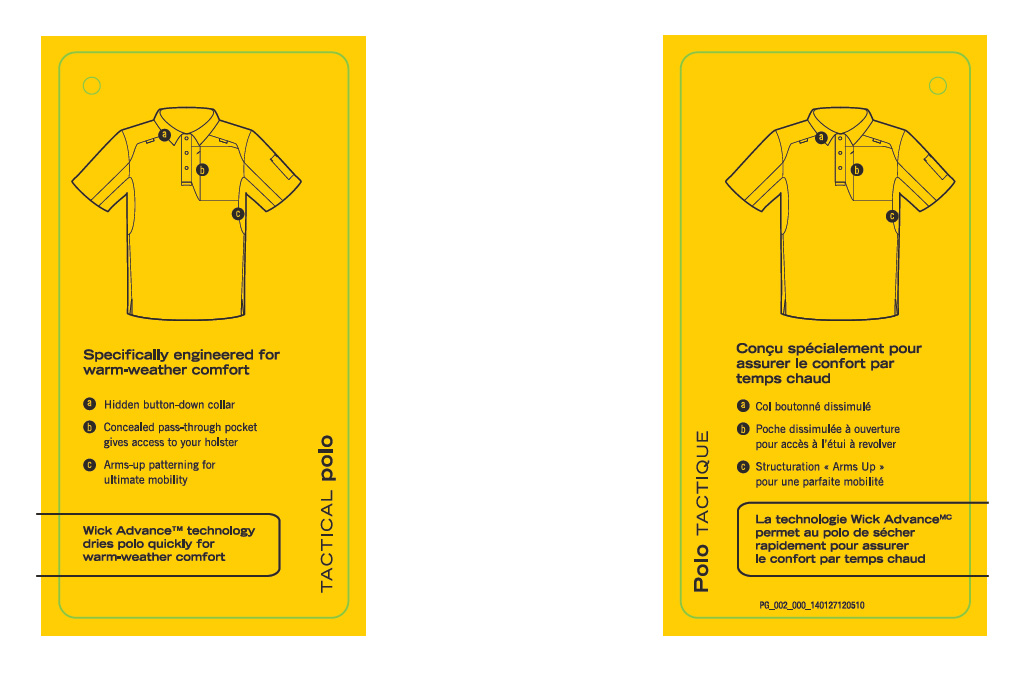 a
b
c
Specifically engineered for
warm-weather comfort
a Hidden button-down collar
b Concealed pass-through pocket
gives access to your holster
c Arms-up patterning for
ultimate mobility
Wick Advance™ technology
dries polo quickly for
warm-weather comfort
TACTICAL polo
a
b
c
Conçu spécialement pour
assurer le confort par
temps chaud
a Col boutonné dissimulé
b Poche dissimulée à ouverture
pour accès à l'étui à revolver
c Structuration « Arms Up »
pour une parfaite mobilité
La technologie Wick Advanceᴹᶜ
permet au polo de sécher
rapidement pour assurer
le confort par temps chaud
Polo TACTIQUE
PG_002_000_140127120510